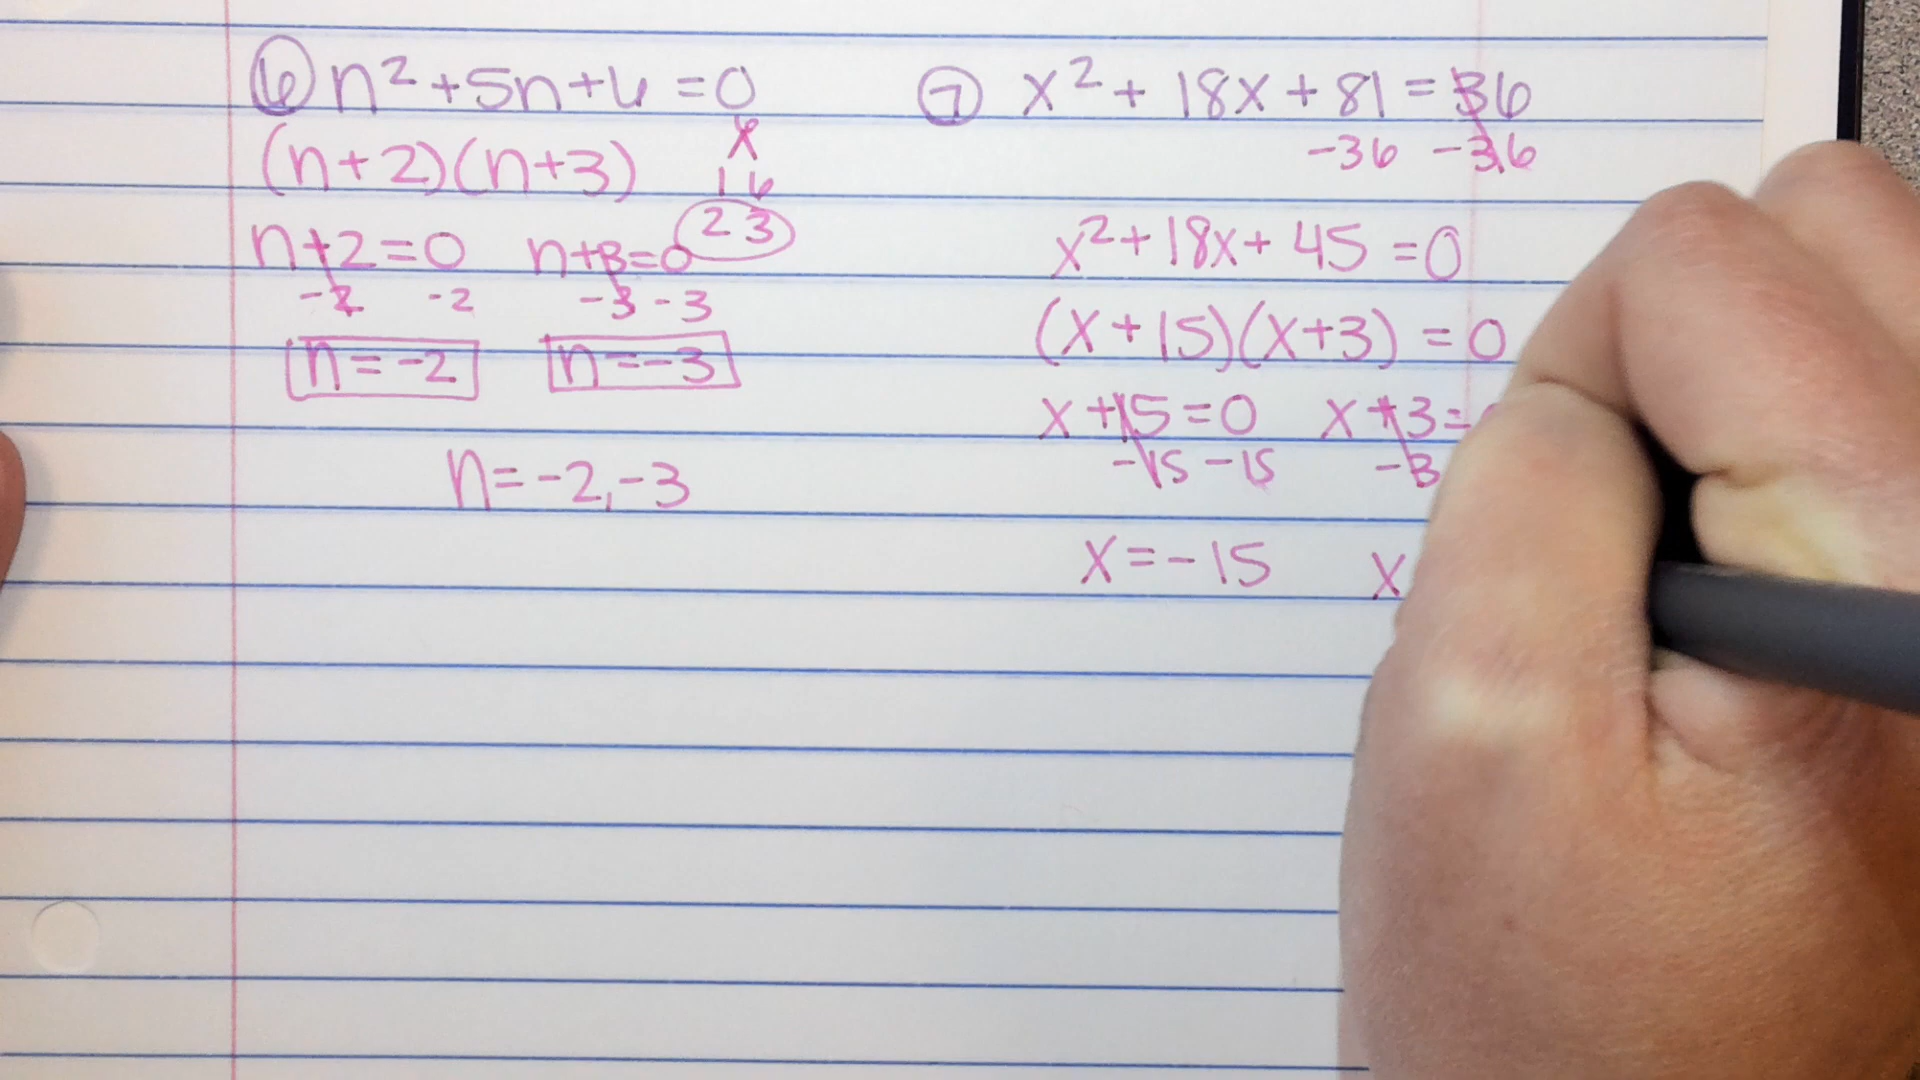 ⑥ n² + 5n + 6 = 0
(n + 2)(n + 3)
6
x
1 6
2 3
n + 2 = 0 n + 3 = 0
-2 -2 -3 -3
n = -2 n = -3
n = -2, -3
⑦ x² + 18x + 81 = 36
-36 -36
x² + 18x + 45 = 0
(x + 15)(x + 3) = 0
x + 15 = 0 x + 3 =
-15 -15 -3
x = -15 x